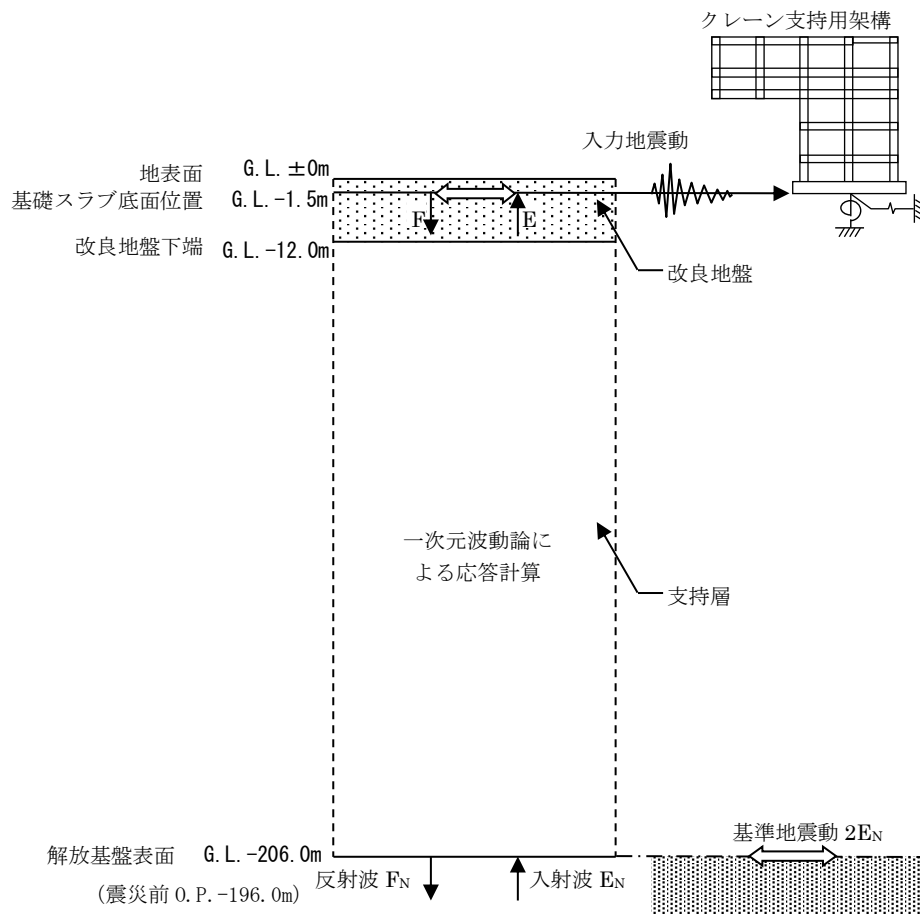 クレーン支持用架構
入力地震動
地表面 G.L.±0m
基礎スラブ底面位置 G.L.-1.5m
F E
改良地盤下端 G.L.-12.0m
改良地盤
一次元波動論に
よる応答計算
支持層
基準地震動 2EN
解放基盤表面 G.L.-206.0m
反射波 FN 入射波 EN
(震災前 O.P.-196.0m)